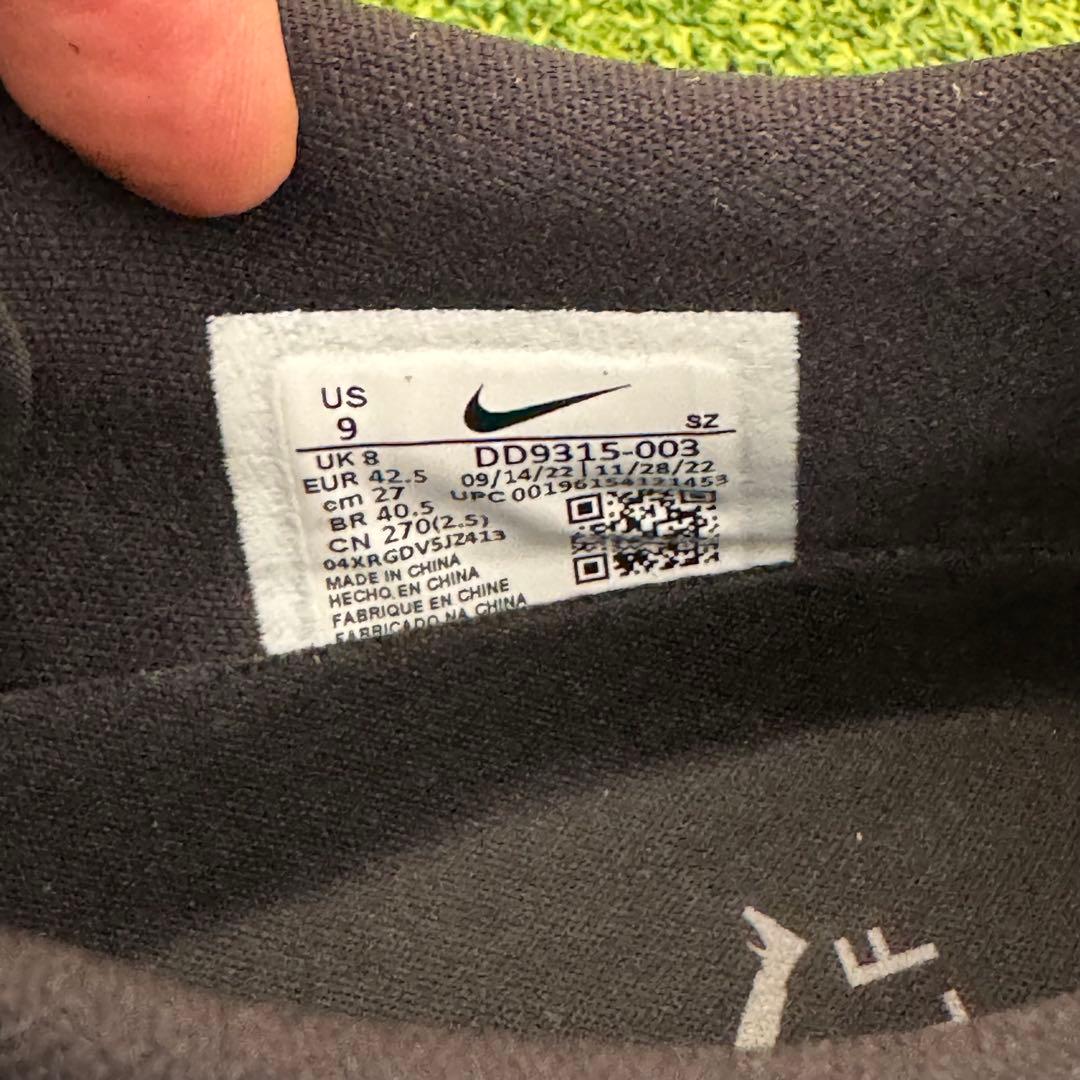 US
9
SZ
UK 8
DD9315-003
EUR 42.5
09/14/22 | 11/28/22
cm 27
UPC 00196154121453
BR 40.5
CN 270(2.5)
04XRGDV5JZ413
MADE IN CHINA
HECHO EN CHINA
FABRIQUE EN CHINE
FABRICADO NA CHINA
F